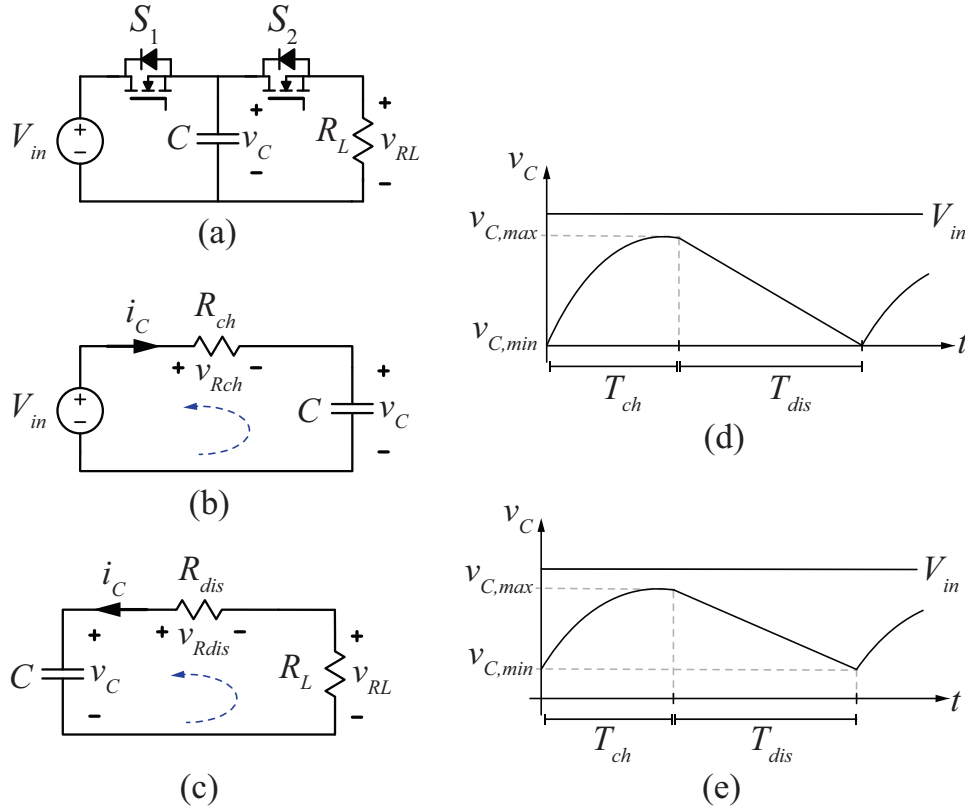 S1 S2
Vin
+
−
C
+
vC
−
RL
+
vRL
−
(a)
iC
Rch
+ vRch −
Vin
+
−
C
+
vC
−
(b)
iC
Rdis
+ vRdis −
C
+
vC
−
RL
+
vRL
−
(c)
vC
vC,max
Vin
vC,min
t
Tch Tdis
(d)
vC
vC,max
Vin
vC,min
t
Tch Tdis
(e)